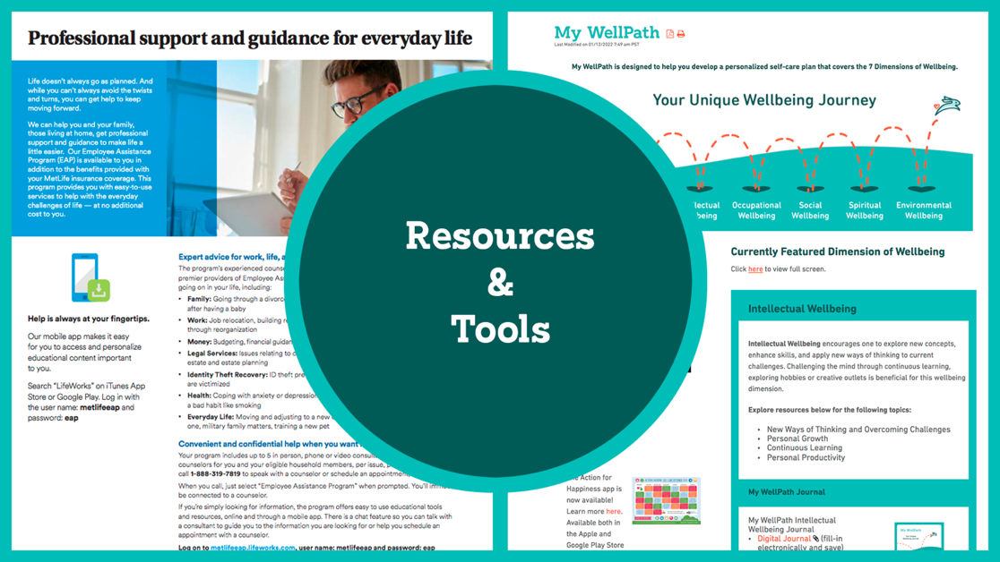 Professional support and guidance for everyday life
Life doesn't always go as planned. And
while you can't always avoid the twists
and turns, you can get help to keep
moving forward.
We can help you and your family,
those living at home, get professional
support and guidance to make life a
little easier. Our Employee Assistance
Program (EAP) is available to you in
addition to the benefits provided with
your MetLife insurance coverage. This
program provides you with easy-to-use
services to help with the everyday
challenges of life — at no additional
cost to you.
Help is always at your fingertips.
Our mobile app makes it easy
for you to access and personalize
educational content important
to you.
Search "LifeWorks" on iTunes App
Store or Google Play. Log in with
the user name: metlifeeap and
password: eap
Expert advice for work, life, a
The program's experienced couns
premier providers of Employee Ass
going on in your life, including:
• Family: Going through a divorc
after having a baby
• Work: Job relocation, building re
through reorganization
• Money: Budgeting, financial guidan
• Legal Services: Issues relating to c
estate and estate planning
• Identity Theft Recovery: ID theft pre
are victimized
• Health: Coping with anxiety or depression
a bad habit like smoking
• Everyday Life: Moving and adjusting to a new
one, military family matters, training a new pet
Convenient and confidential help when you want
Your program includes up to 5 in person, phone or video consul
counselors for you and your eligible household members, per issue, p
call 1-888-319-7819 to speak with a counselor or schedule an appointment,
When you call, just select "Employee Assistance Program" when prompted. You'll imme
be connected to a counselor.
If you're simply looking for information, the program offers easy to use educational tools
and resources, online and through a mobile app. There is a chat feature so you can talk with
a consultant to guide you to the information you are looking for or help you schedule an
appointment with a counselor.
Log on to metlifeeap.lifeworks.com, user name: metlifeeap and password: eap
Resources
&
Tools
My WellPath
Last Modified on 01/12/2022 7:49 am PST
My WellPath is designed to help you develop a personalized self-care plan that covers the 7 Dimensions of Wellbeing.
Your Unique Wellbeing Journey
lectual
being
Occupational
Wellbeing
Social
Wellbeing
Spiritual
Wellbeing
Environmental
Wellbeing
Currently Featured Dimension of Wellbeing
Click here to view full screen.
Intellectual Wellbeing
Intellectual Wellbeing encourages one to explore new concepts,
enhance skills, and apply new ways of thinking to current
challenges. Challenging the mind through continuous learning,
exploring hobbies or creative outlets is beneficial for this wellbeing
dimension.
Explore resources below for the following topics:
• New Ways of Thinking and Overcoming Challenges
• Personal Growth
• Continuous Learning
• Personal Productivity
My WellPath Journal
My WellPath Intellectual
Wellbeing Journal
• Digital Journal (fill-in
electronically and save)
he Action for
Happiness app is
now available!
Learn more here.
Available both in
the Apple and
Google Play Store